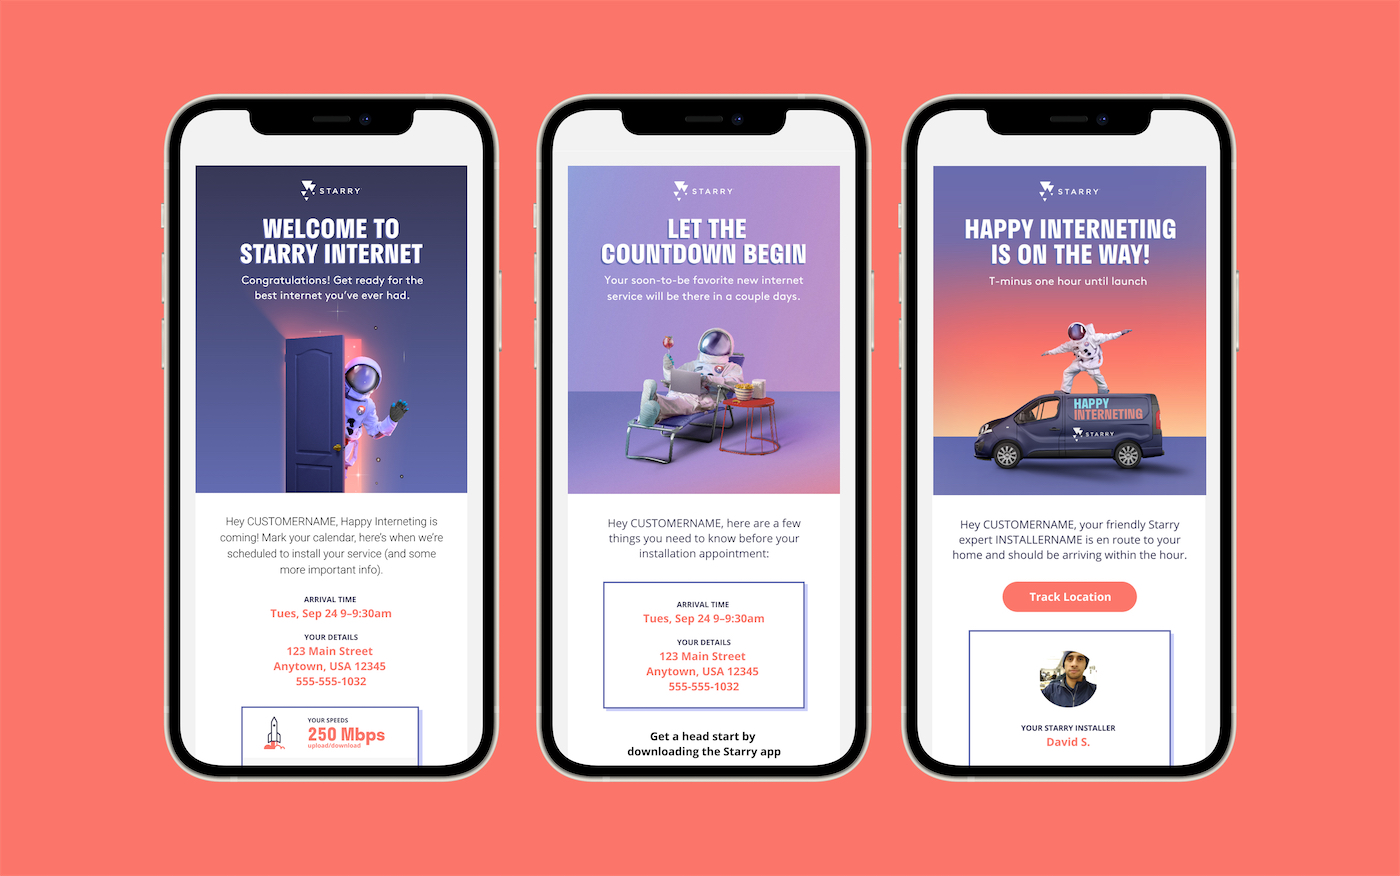 STARRY
WELCOME TO
STARRY INTERNET
Congratulations! Get ready for the
best internet you've ever had.
Hey CUSTOMERNAME, Happy Interneting is
coming! Mark your calendar, here's when we're
scheduled to install your service (and some
more important info).
ARRIVAL TIME
Tues, Sep 24 9–9:30am
YOUR DETAILS
123 Main Street
Anytown, USA 12345
555-555-1032
YOUR SPEEDS
250 Mbps
upload/download
STARRY
LET THE
COUNTDOWN BEGIN
Your soon-to-be favorite new internet
service will be there in a couple days.
Hey CUSTOMERNAME, here are a few
things you need to know before your
installation appointment:
ARRIVAL TIME
Tues, Sep 24 9–9:30am
YOUR DETAILS
123 Main Street
Anytown, USA 12345
555-555-1032
Get a head start by
downloading the Starry app
STARRY
HAPPY INTERNETING
IS ON THE WAY!
T-minus one hour until launch
HAPPY
INTERNETING
STARRY
Hey CUSTOMERNAME, your friendly Starry
expert INSTALLERNAME is en route to your
home and should be arriving within the hour.
Track Location
YOUR STARRY INSTALLER
David S.